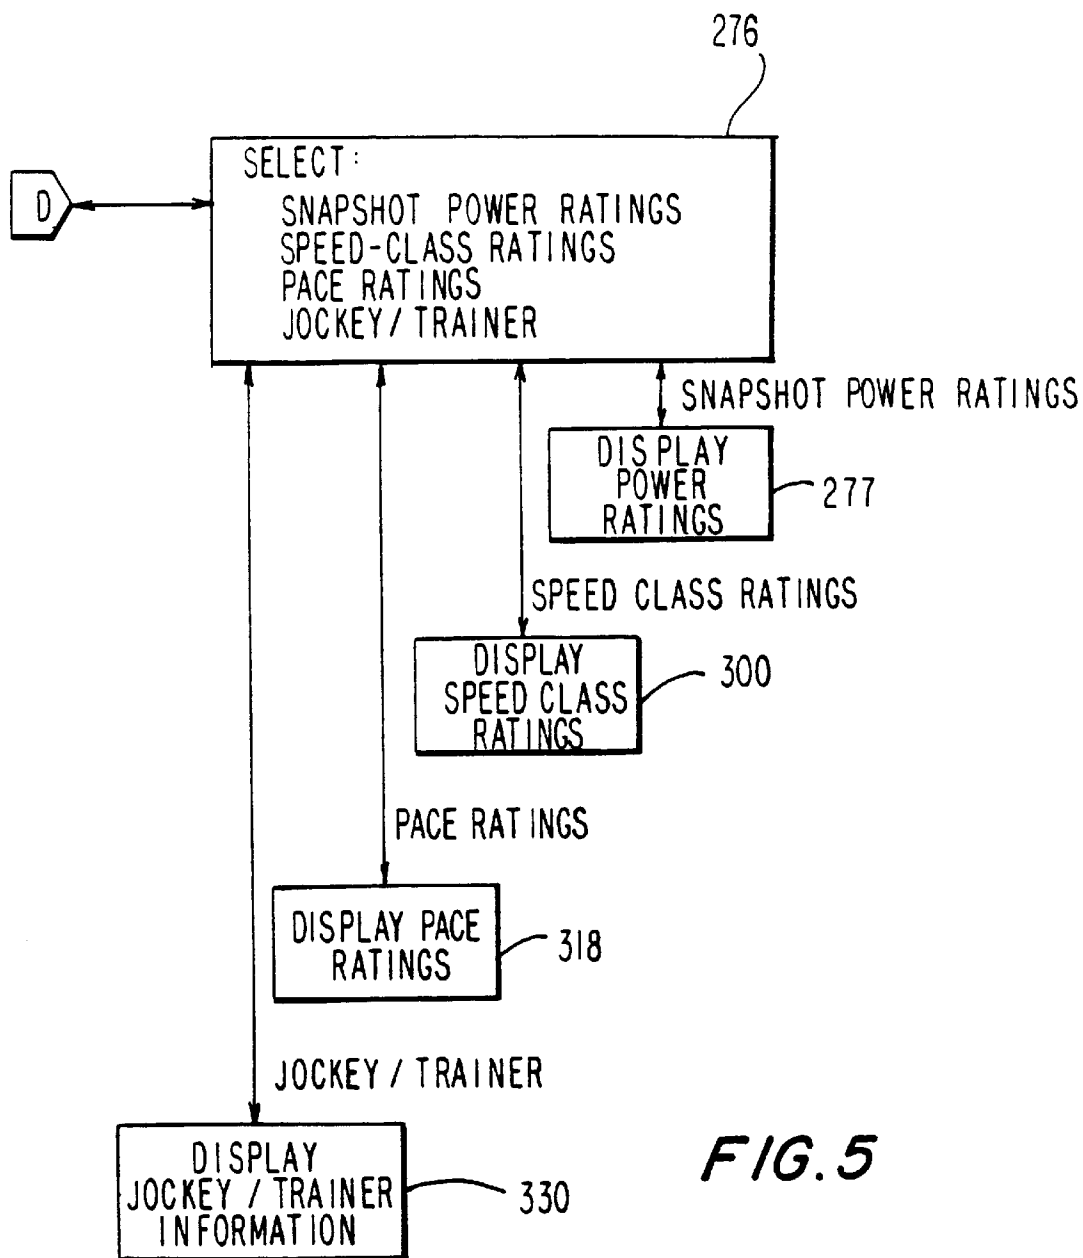 276
SELECT:
SNAPSHOT POWER RATINGS
SPEED-CLASS RATINGS
PACE RATINGS
JOCKEY / TRAINER
D
SNAPSHOT POWER RATINGS
DISPLAY
POWER
RATINGS
277
SPEED CLASS RATINGS
DISPLAY
SPEED CLASS
RATINGS
300
PACE RATINGS
DISPLAY PACE
RATINGS
318
JOCKEY / TRAINER
DISPLAY
JOCKEY / TRAINER
INFORMATION
330
FIG. 5